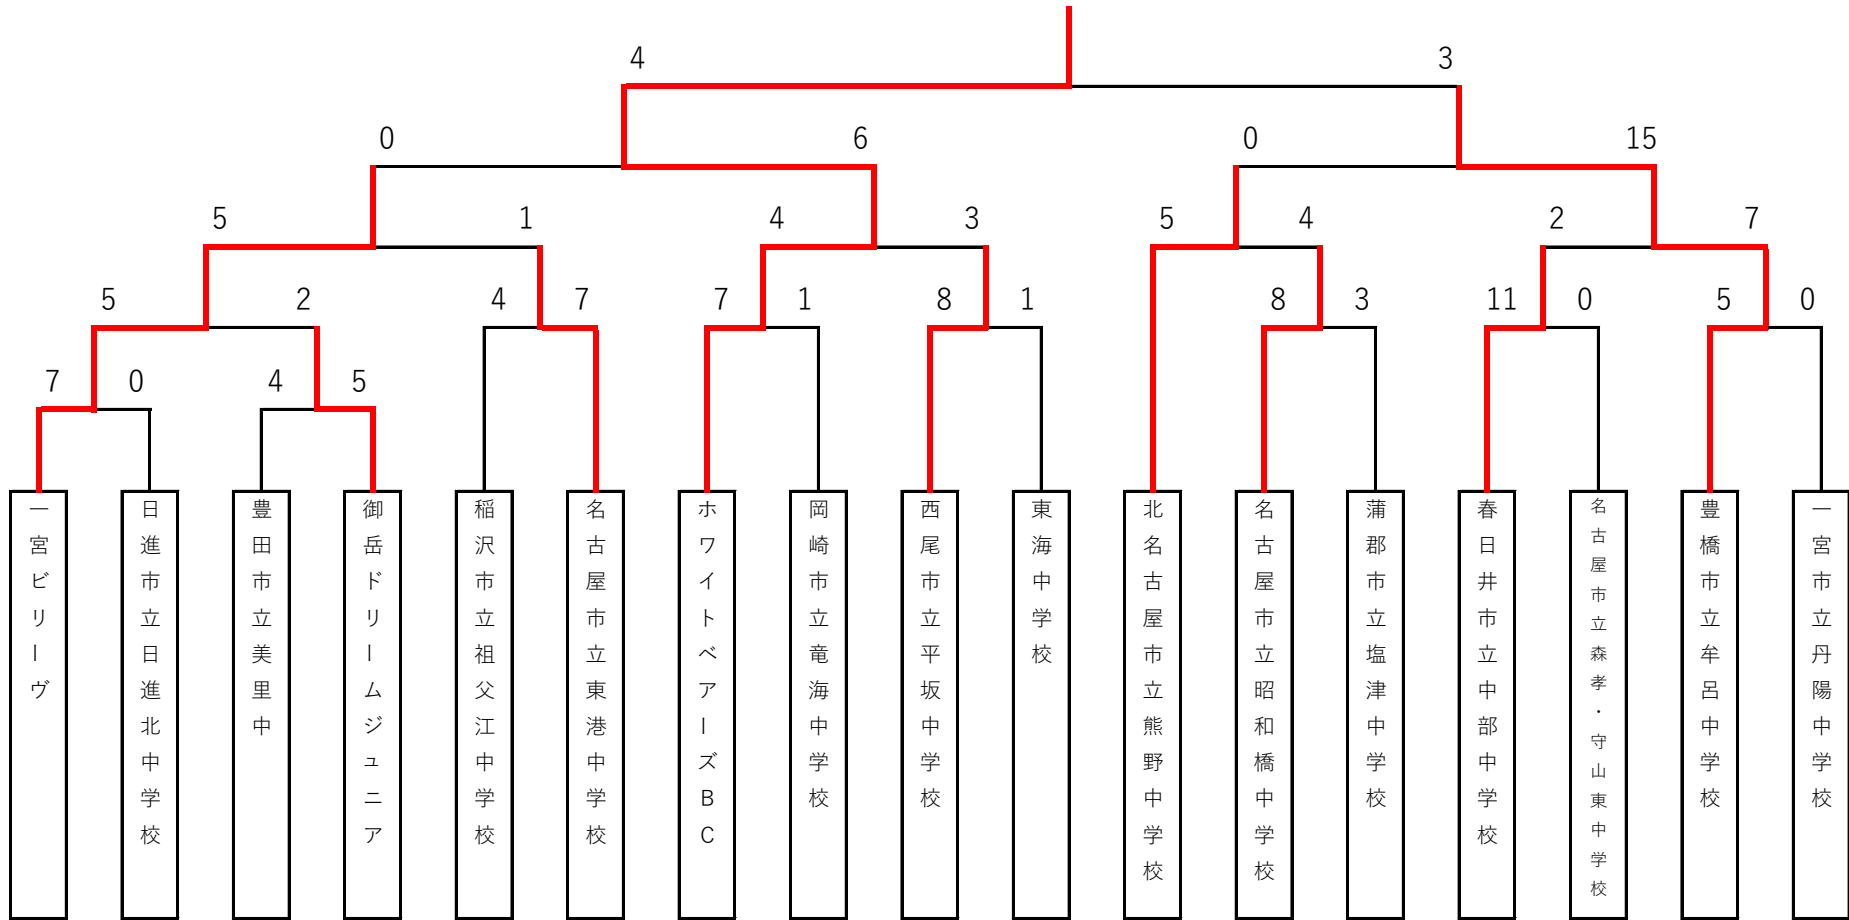 4 3
0 6 0 15
5 1 4 3 5 4 2 7
5 2 4 7 7 1 8 1 8 3 11 0 5 0
7 0 4 5
一宮ビリーヴ
日進市立日進北中学校
豊田市立美里中
御岳ドリームジュニア
稲沢市立祖父江中学校
名古屋市立東港中学校
ホワイトベアーズBC
岡崎市立竜海中学校
西尾市立平坂中学校
東海中学校
北名古屋市立熊野中学校
名古屋市立昭和橋中学校
蒲郡市立塩津中学校
春日井市立中部中学校
名古屋市立森孝・守山東中学校
豊橋市立牟呂中学校
一宮市立丹陽中学校